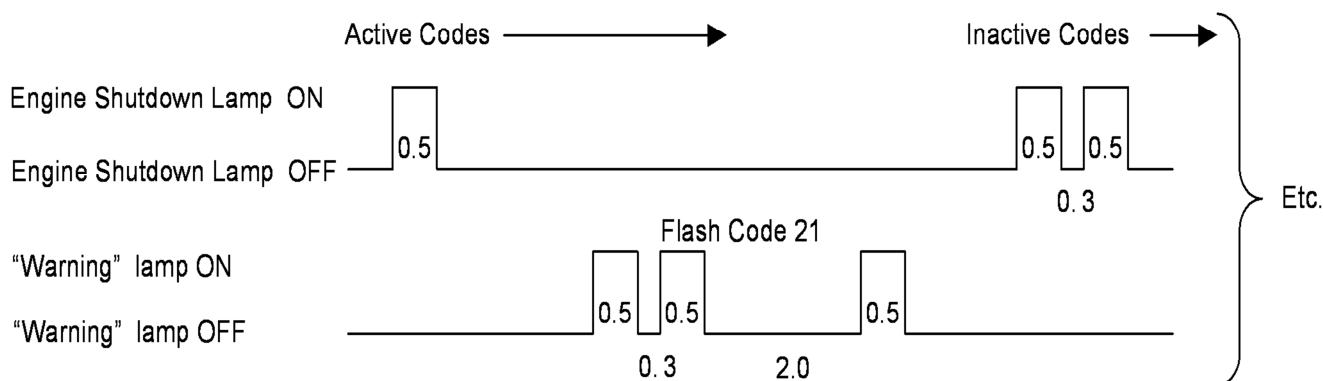 Active Codes
Inactive Codes
Engine Shutdown Lamp ON
0.5
0.5
0.5
Engine Shutdown Lamp OFF
0. 3
Etc.
Flash Code 21
“Warning” lamp ON
0.5
0.5
0.5
“Warning” lamp OFF
0. 3
2.0